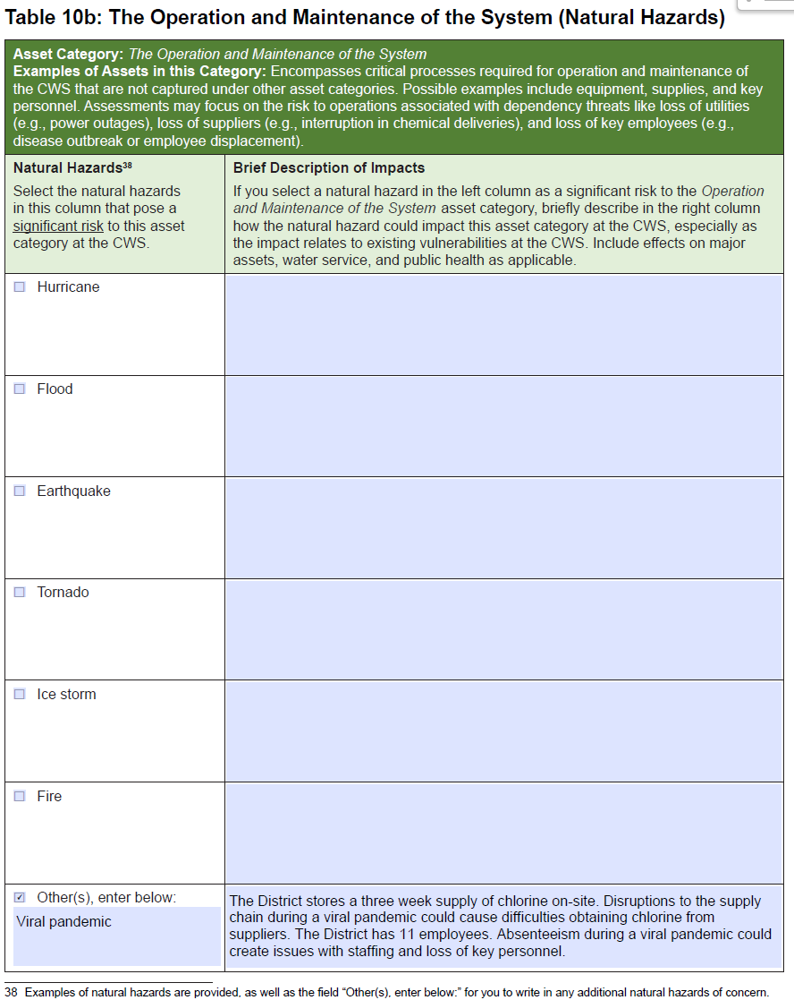 Table 10b: The Operation and Maintenance of the System (Natural Hazards)
Asset Category: The Operation and Maintenance of the System
Examples of Assets in this Category: Encompasses critical processes required for operation and maintenance of
the CWS that are not captured under other asset categories. Possible examples include equipment, supplies, and key
personnel. Assessments may focus on the risk to operations associated with dependency threats like loss of utilities
(e.g., power outages), loss of suppliers (e.g., interruption in chemical deliveries), and loss of key employees (e.g.,
disease outbreak or employee displacement).
Natural Hazards38
Select the natural hazards
in this column that pose a
significant risk to this asset
category at the CWS.
Brief Description of Impacts
If you select a natural hazard in the left column as a significant risk to the Operation
and Maintenance of the System asset category, briefly describe in the right column
how the natural hazard could impact this asset category at the CWS, especially as
the impact relates to existing vulnerabilities at the CWS. Include effects on major
assets, water service, and public health as applicable.
Hurricane
Flood
Earthquake
Tornado
Ice storm
Fire
Other(s), enter below:
Viral pandemic
The District stores a three week supply of chlorine on-site. Disruptions to the supply
chain during a viral pandemic could cause difficulties obtaining chlorine from
suppliers. The District has 11 employees. Absenteeism during a viral pandemic could
create issues with staffing and loss of key personnel.
38 Examples of natural hazards are provided, as well as the field “Other(s), enter below:” for you to write in any additional natural hazards of concern.